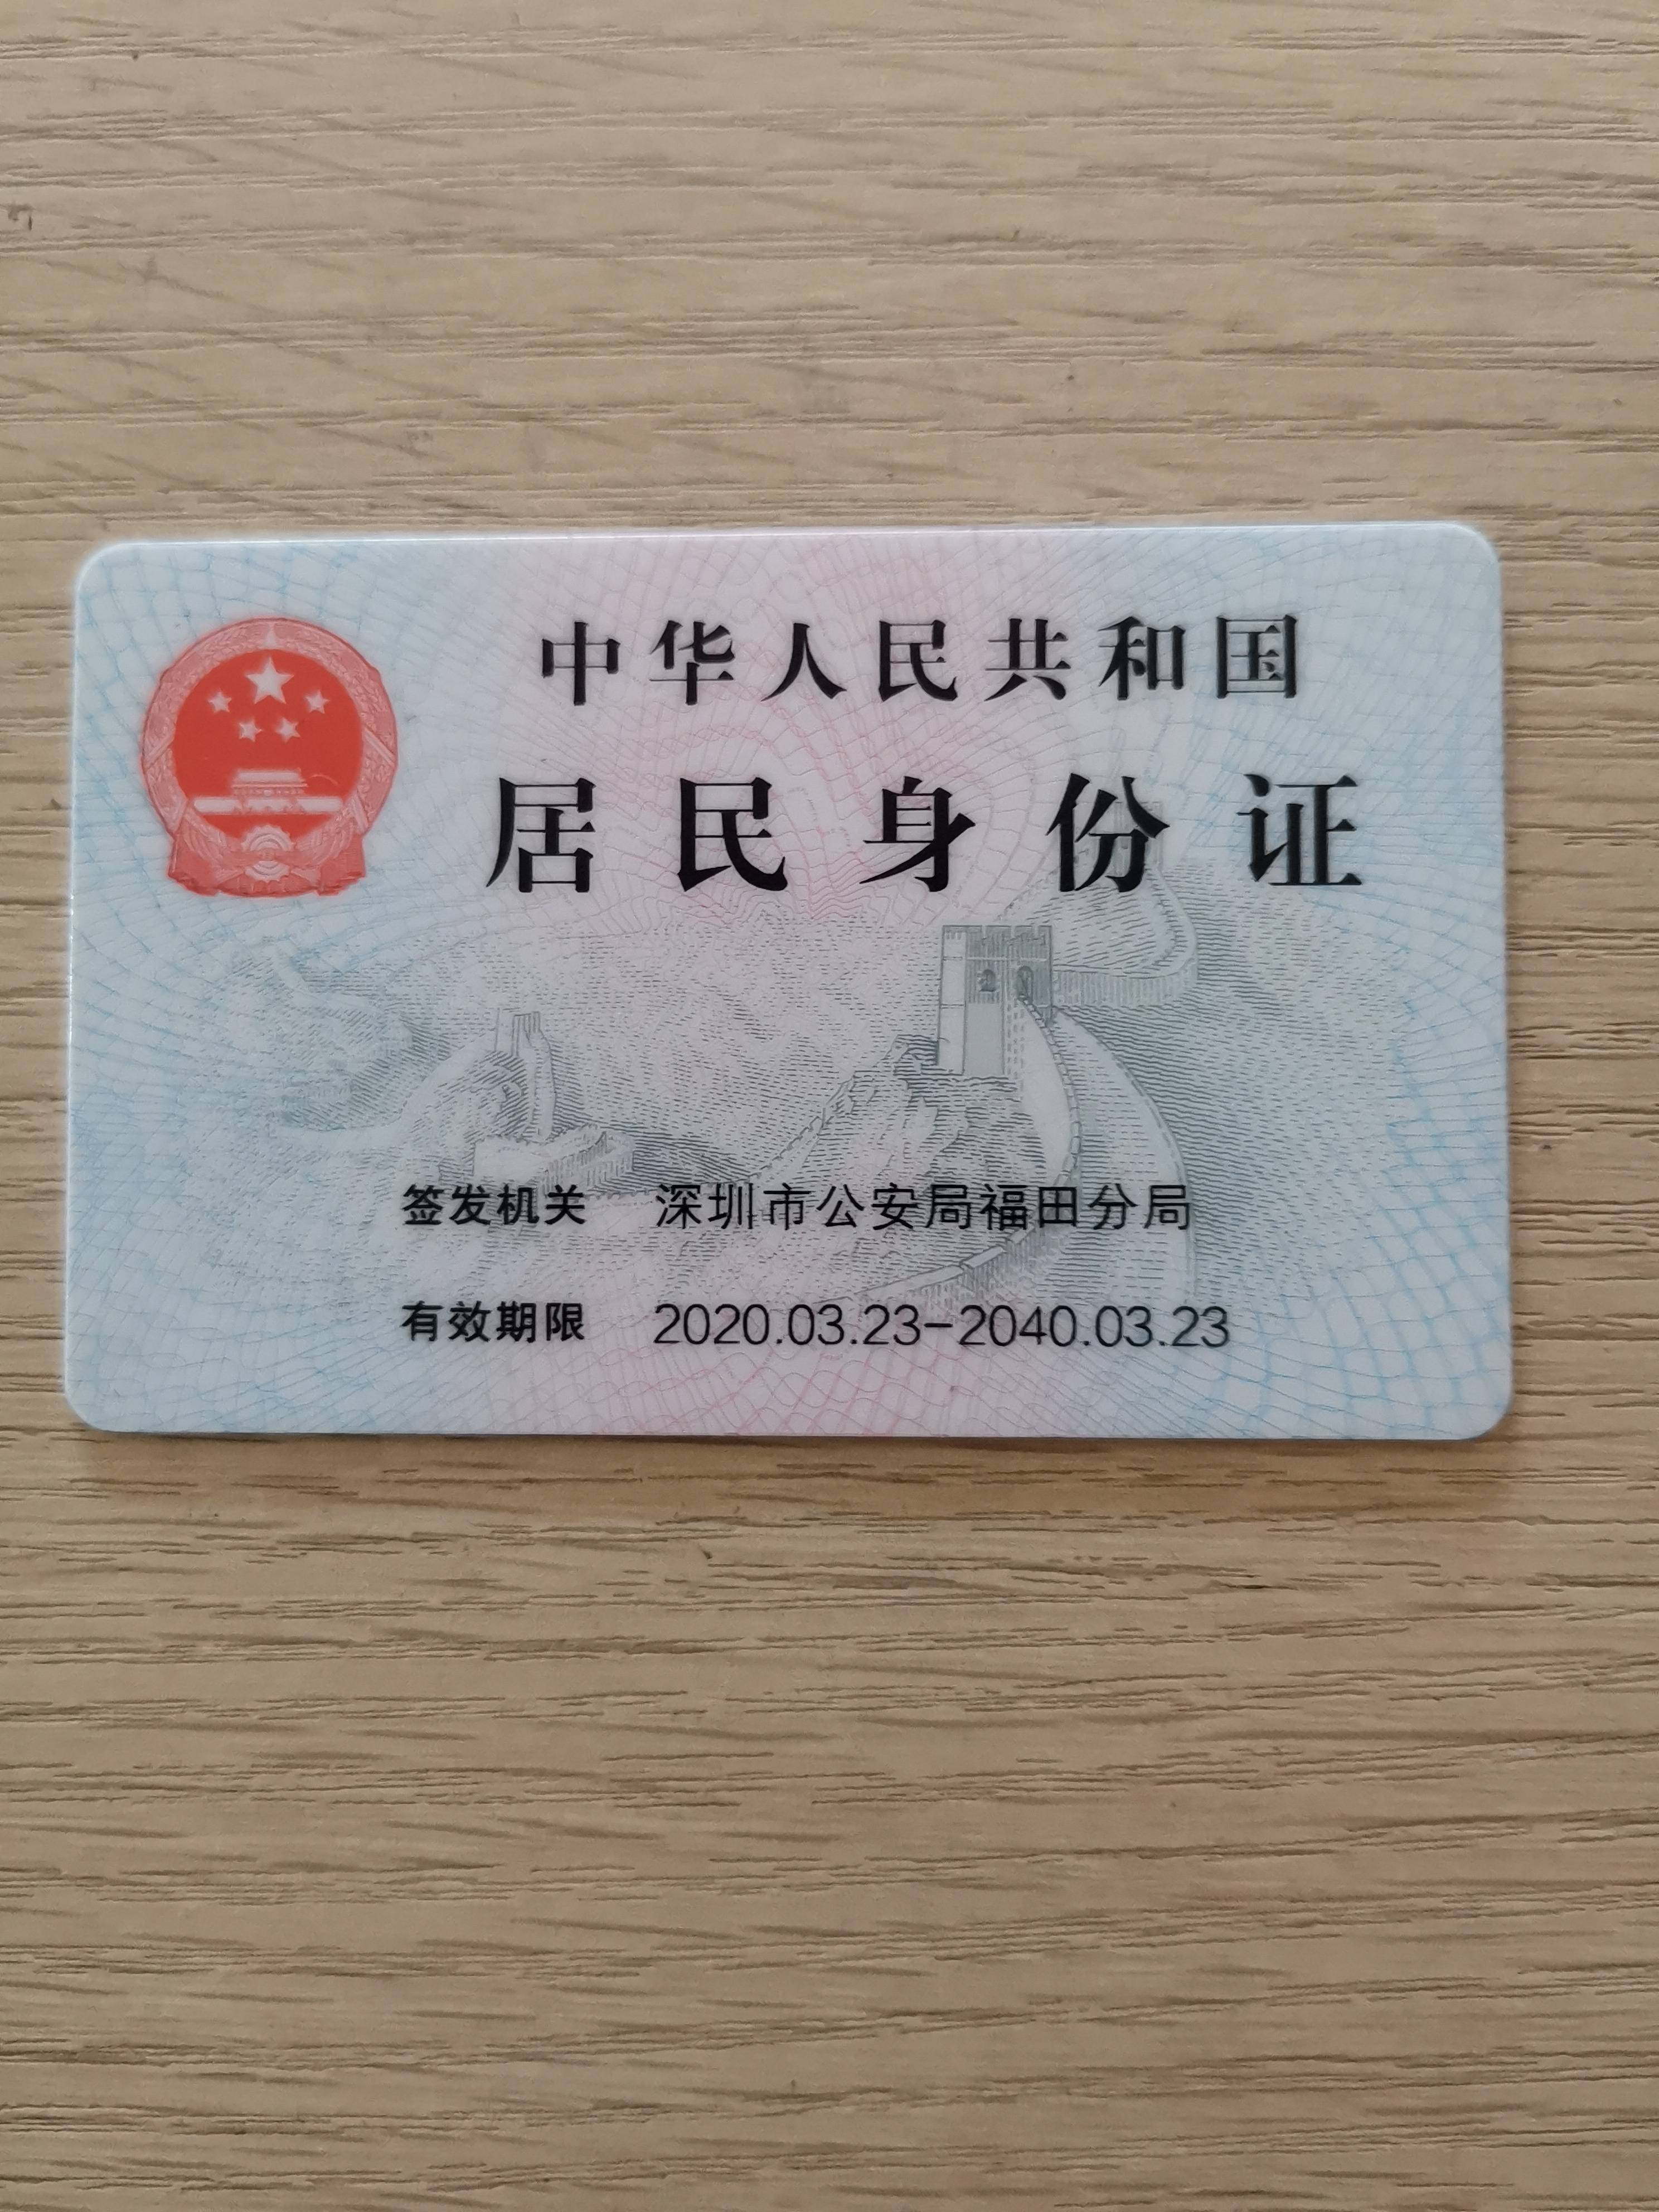 中华人民共和国
居民身份证
签发机关 深圳市公安局福田分局
有效期限 2020.03.23-2040.03.23